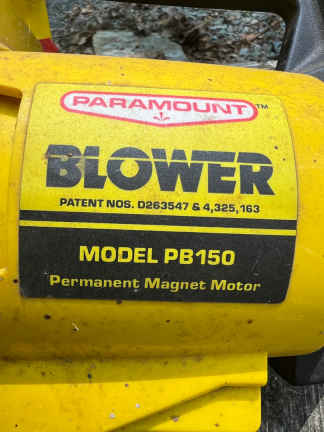 PARAMOUNT™
BLOWER
PATENT NOS. D263547 & 4,325,163
MODEL PB150
Permanent Magnet Motor